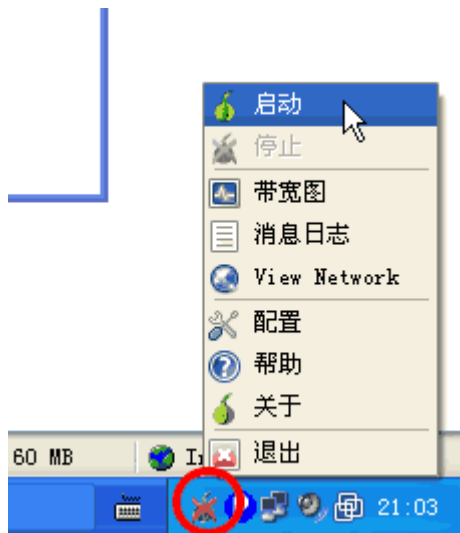 启动
停止
带宽图
消息日志
View Network
配置
帮助
关于
退出
60 MB
21:03